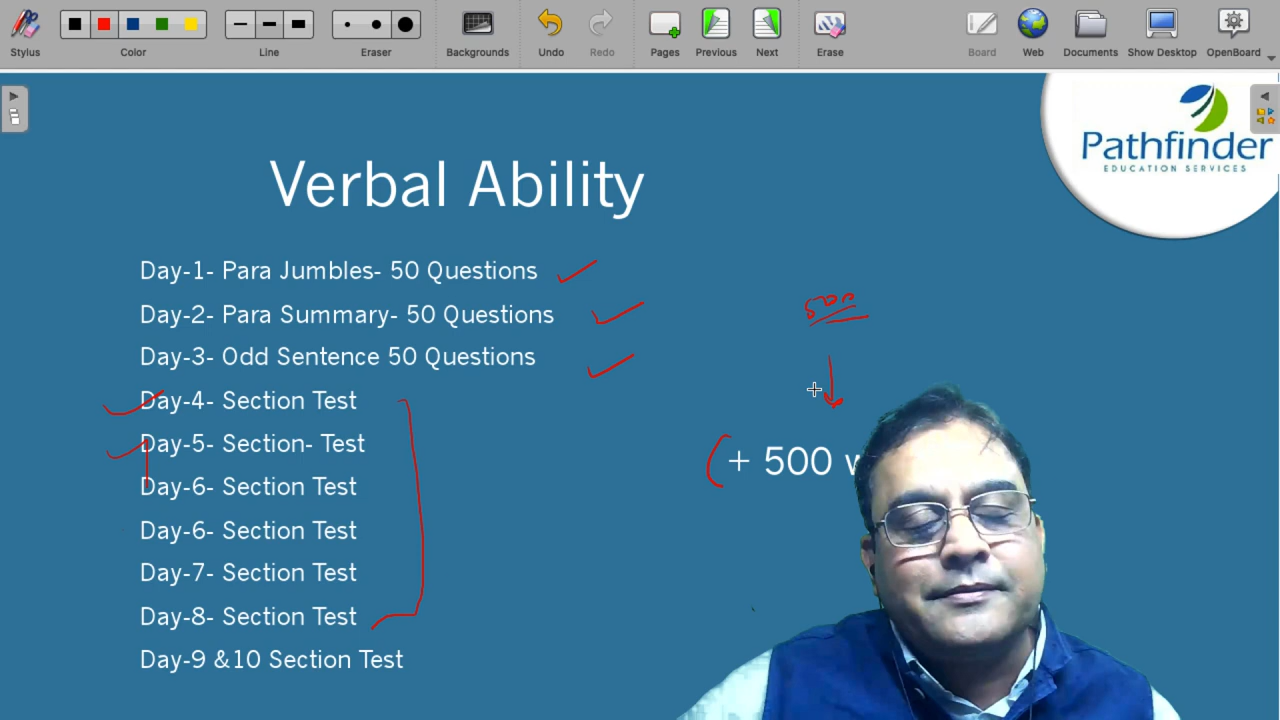 Stylus Color Line Eraser Backgrounds Undo Redo Pages Previous Next Erase Board Web Documents Show Desktop OpenBoard
Pathfinder
EDUCATION SERVICES
Verbal Ability
Day-1- Para Jumbles- 50 Questions
Day-2- Para Summary- 50 Questions
Day-3- Odd Sentence 50 Questions
Day-4- Section Test
Day-5- Section- Test
+ 500
Day-6- Section Test
Day-6- Section Test
Day-7- Section Test
Day-8- Section Test
Day-9 &10 Section Test